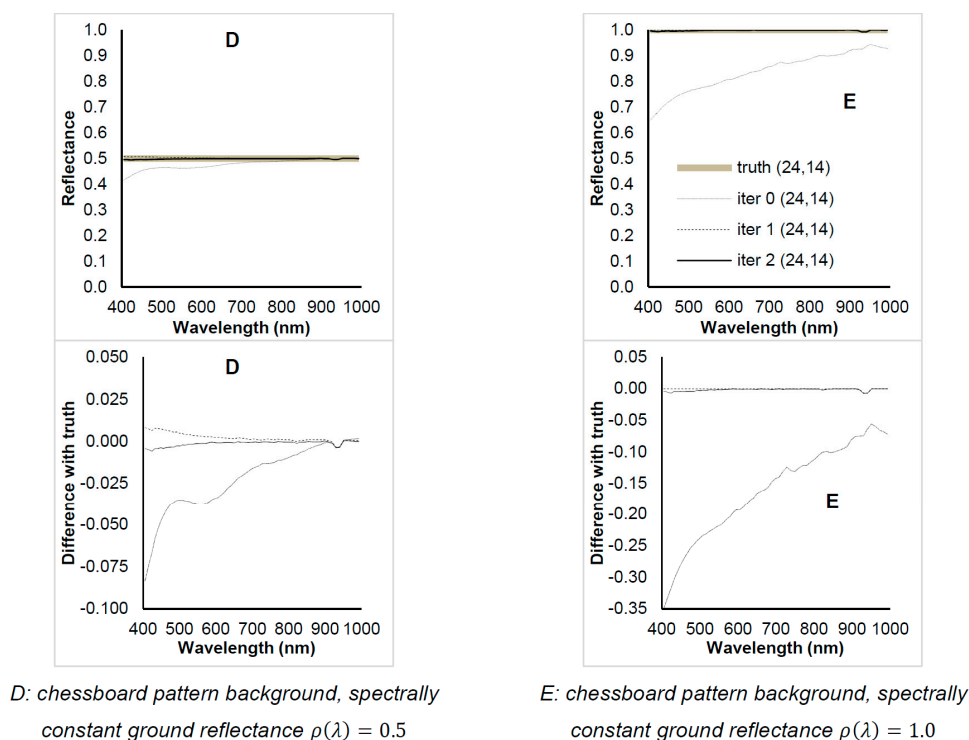 D
1.0
0.9
0.8
0.7
0.6
0.5
0.4
0.3
0.2
0.1
0.0
Reflectance
400 500 600 700 800 900 1000
Wavelength (nm)
E
1.0
0.9
0.8
0.7
0.6
0.5
0.4
0.3
0.2
0.1
0.0
Reflectance
truth (24,14)
iter 0 (24,14)
iter 1 (24,14)
iter 2 (24,14)
400 500 600 700 800 900 1000
Wavelength (nm)
D
0.050
0.025
0.000
-0.025
-0.050
-0.075
-0.100
Difference with truth
400 500 600 700 800 900 1000
Wavelength (nm)
E
0.05
0.00
-0.05
-0.10
-0.15
-0.20
-0.25
-0.30
-0.35
Difference with truth
400 500 600 700 800 900 1000
Wavelength (nm)
D: chessboard pattern background, spectrally
constant ground reflectance ρ(λ) = 0.5
E: chessboard pattern background, spectrally
constant ground reflectance ρ(λ) = 1.0